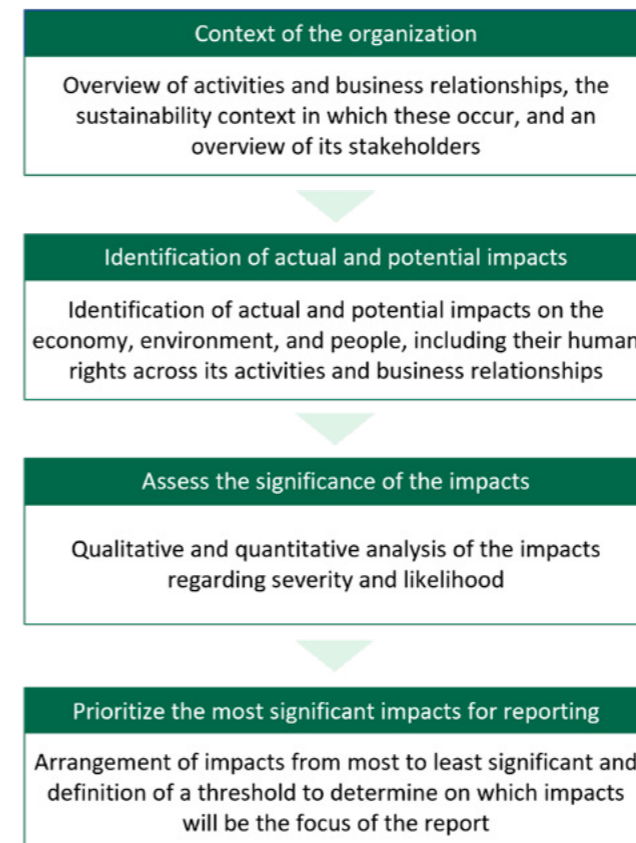 Context of the organization
Overview of activities and business relationships, the
sustainability context in which these occur, and an
overview of its stakeholders
Identification of actual and potential impacts
Identification of actual and potential impacts on the
economy, environment, and people, including their human
rights across its activities and business relationships
Assess the significance of the impacts
Qualitative and quantitative analysis of the impacts
regarding severity and likelihood
Prioritize the most significant impacts for reporting
Arrangement of impacts from most to least significant and
definition of a threshold to determine on which impacts
will be the focus of the report